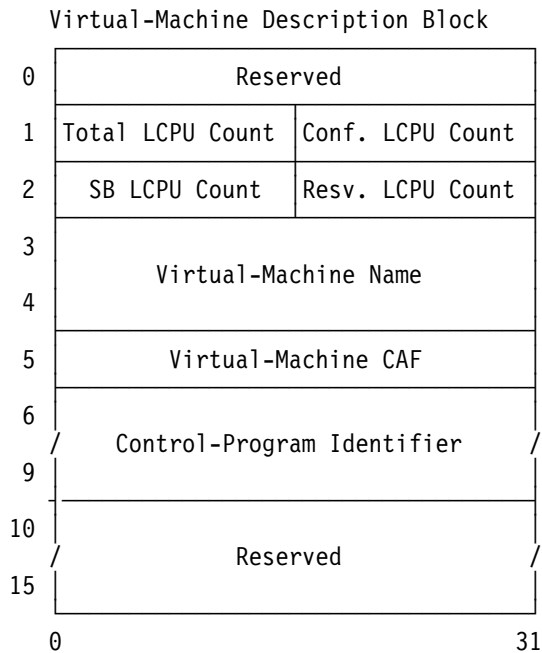 Virtual-Machine Description Block
0 Reserved
1 Total LCPU Count Conf. LCPU Count
2 SB LCPU Count Resv. LCPU Count
3
Virtual-Machine Name
4
5 Virtual-Machine CAF
6
/ Control-Program Identifier /
9
10
/ Reserved /
15
0 31